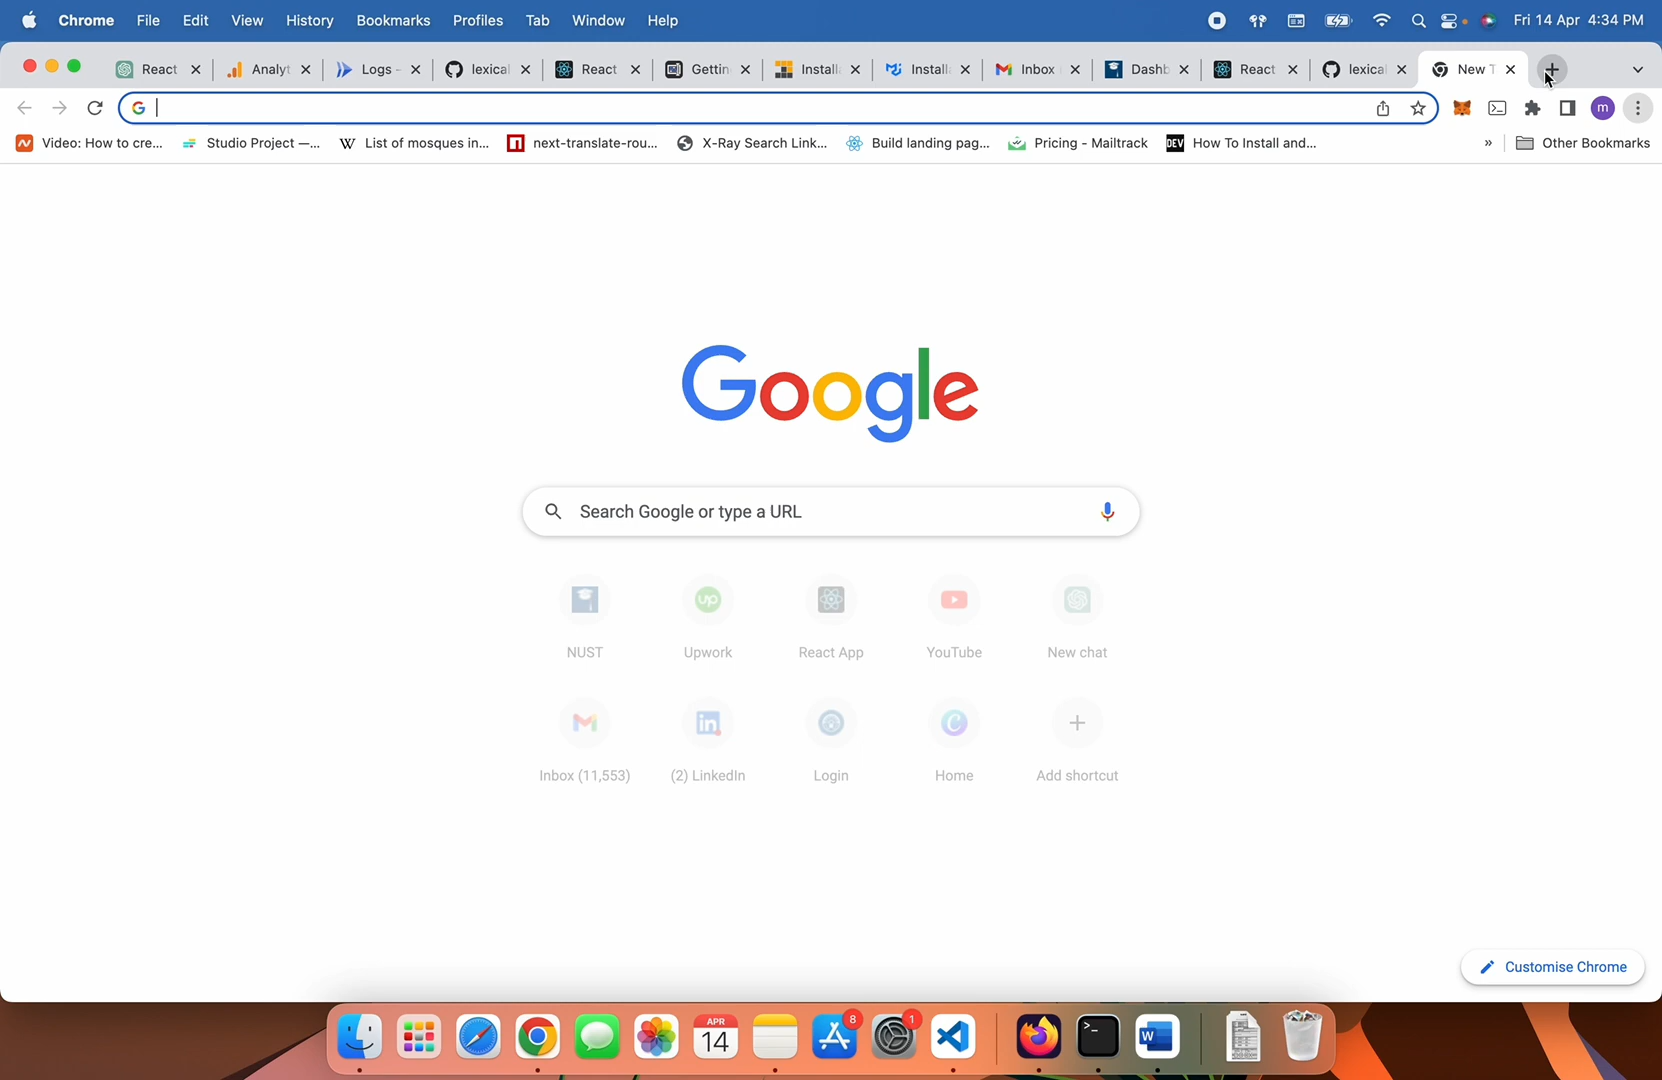 Chrome File Edit View History Bookmarks Profiles Tab Window Help Fri 14 Apr 4:34 PM
React Analyt Logs - lexical React Gettin Install Install Inbox Dashb React lexical New T
Video: How to cre... Studio Project —... List of mosques in... next-translate-rou... X-Ray Search Link... Build landing pag... Pricing - Mailtrack DEV How To Install and... » Other Bookmarks
Google
Search Google or type a URL
NUST Upwork React App YouTube New chat
Inbox (11,553) (2) LinkedIn Login Home Add shortcut
Customise Chrome
APR 14 8 1